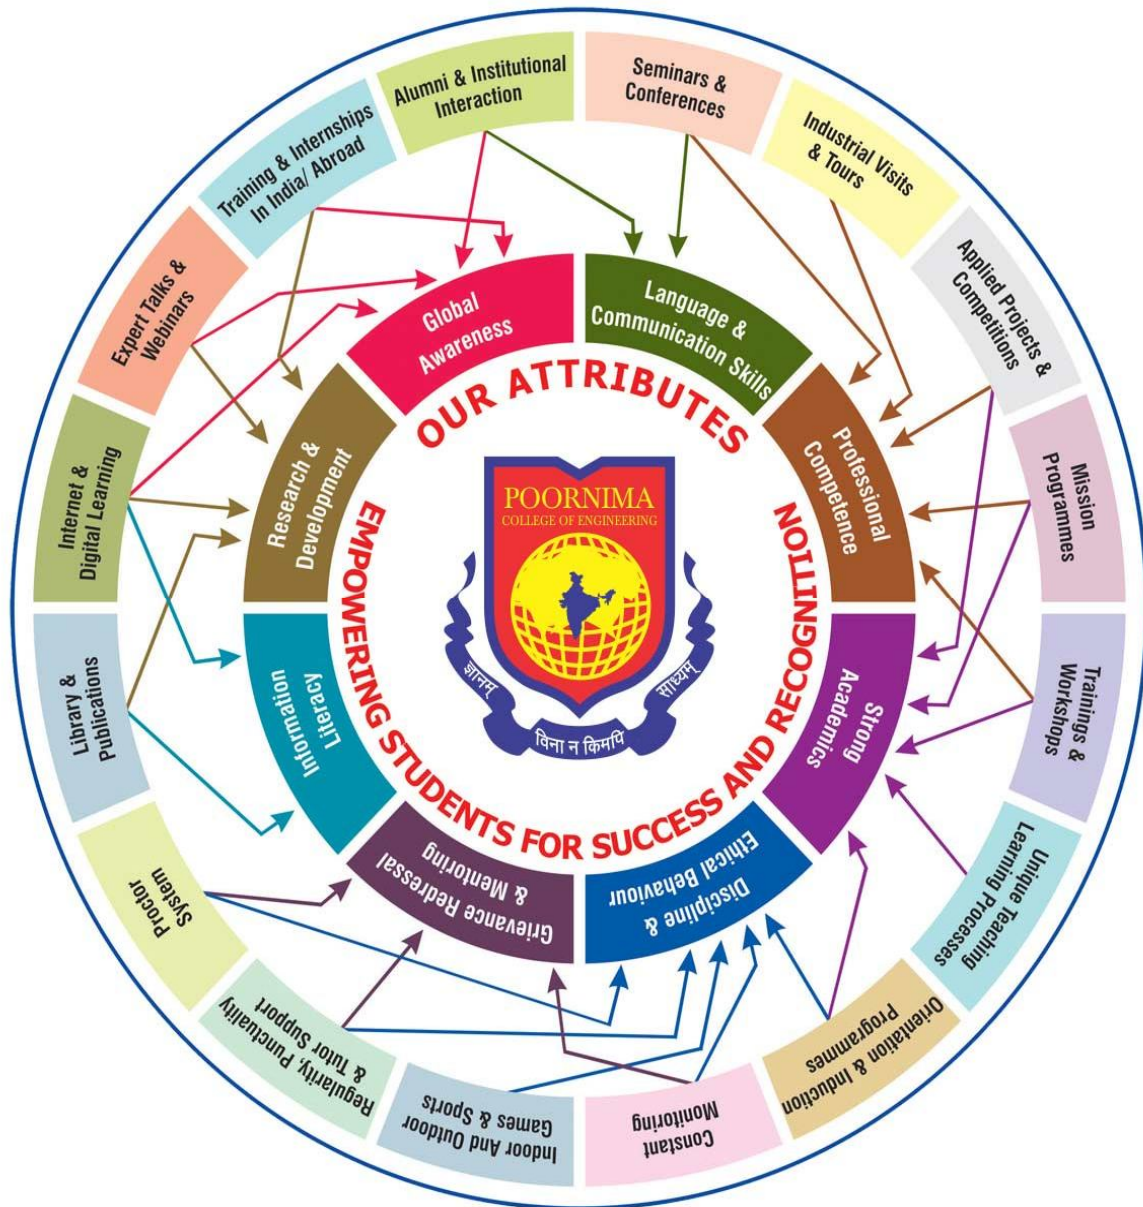 Alumni & Institutional
Interaction
Seminars &
Conferences
Industrial Visits
& Tours
Applied Projects &
Competitions
Mission
Programmes
Trainings &
Workshops
Unique Teaching
Learning Processes
Orientation & Induction
Programmes
Constant
Monitoring
Indoor And Outdoor
Games & Sports
Regularity, Punctuality
& Tutor Support
Proctor
System
Library &
Publications
Internet &
Digital Learning
Expert Talks &
Webinars
Training & Internships
In India/ Abroad
Global
Awareness
Language &
Communication Skills
Professional
Competence
Strong
Academics
Discipline &
Ethical Behaviour
Grievance Redressal
& Mentoring
Information
Literacy
Research &
Development
OUR ATTRIBUTES
EMPOWERING STUDENTS FOR SUCCESS AND RECOGNITION
POORNIMA
COLLEGE OF ENGINEERING
ज्ञानम् विना न किमपि साध्यम्